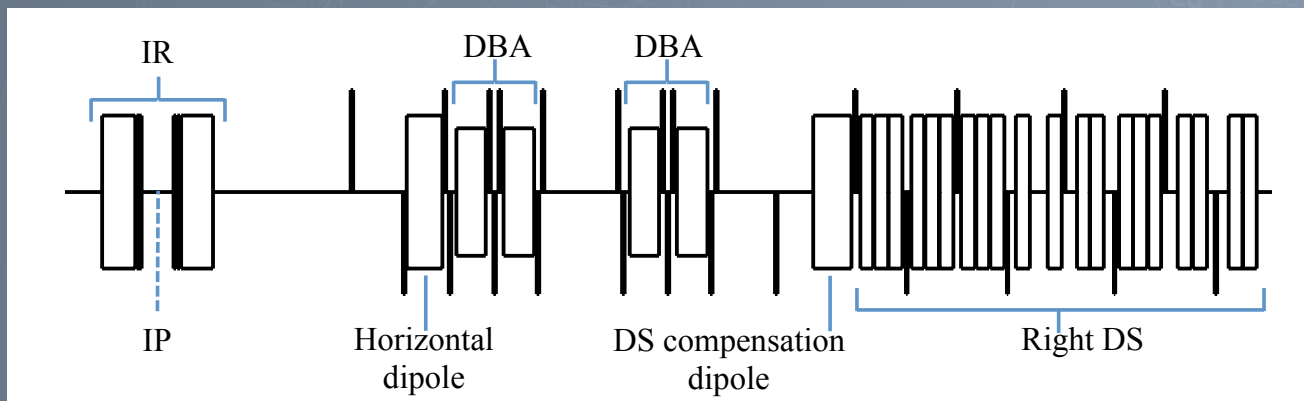 IR
DBA
DBA
IP
Horizontal
dipole
DS compensation
dipole
Right DS